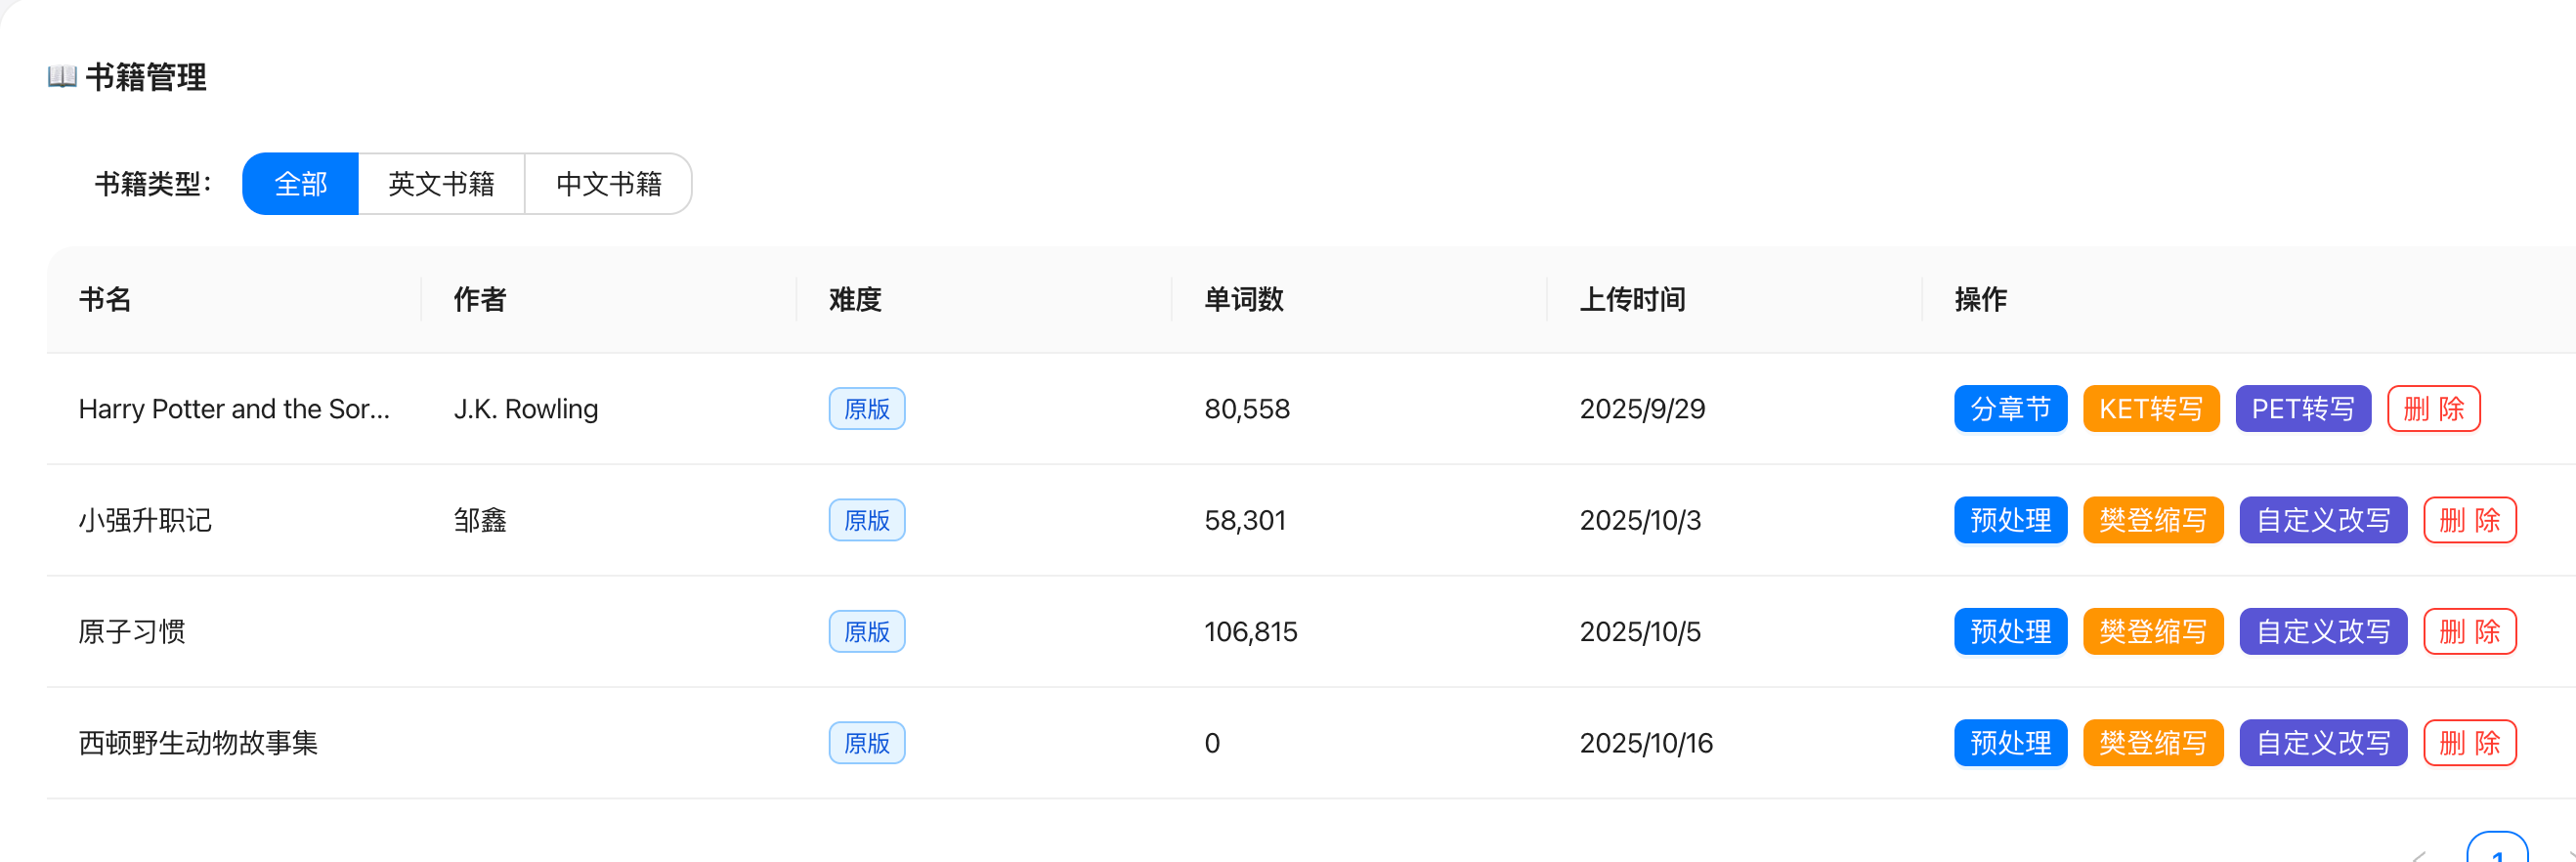 📖 书籍管理
书籍类型： 全部 英文书籍 中文书籍
书名 作者 难度 单词数 上传时间 操作
Harry Potter and the Sor... J.K. Rowling 原版 80,558 2025/9/29 分章节 KET转写 PET转写 删 除
小强升职记 邹鑫 原版 58,301 2025/10/3 预处理 樊登缩写 自定义改写 删 除
原子习惯 原版 106,815 2025/10/5 预处理 樊登缩写 自定义改写 删 除
西顿野生动物故事集 原版 0 2025/10/16 预处理 樊登缩写 自定义改写 删 除
1